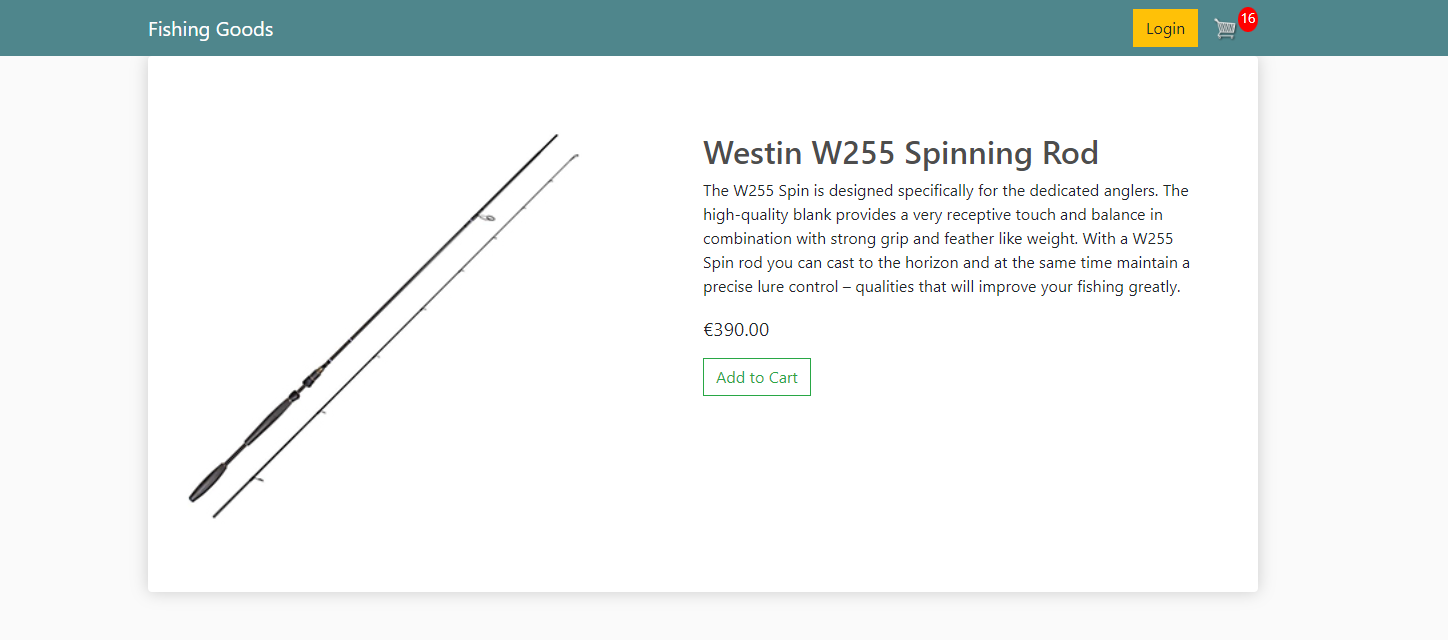 Fishing Goods
Login
16
Westin W255 Spinning Rod
The W255 Spin is designed specifically for the dedicated anglers. The
high-quality blank provides a very receptive touch and balance in
combination with strong grip and feather like weight. With a W255
Spin rod you can cast to the horizon and at the same time maintain a
precise lure control – qualities that will improve your fishing greatly.
€390.00
Add to Cart